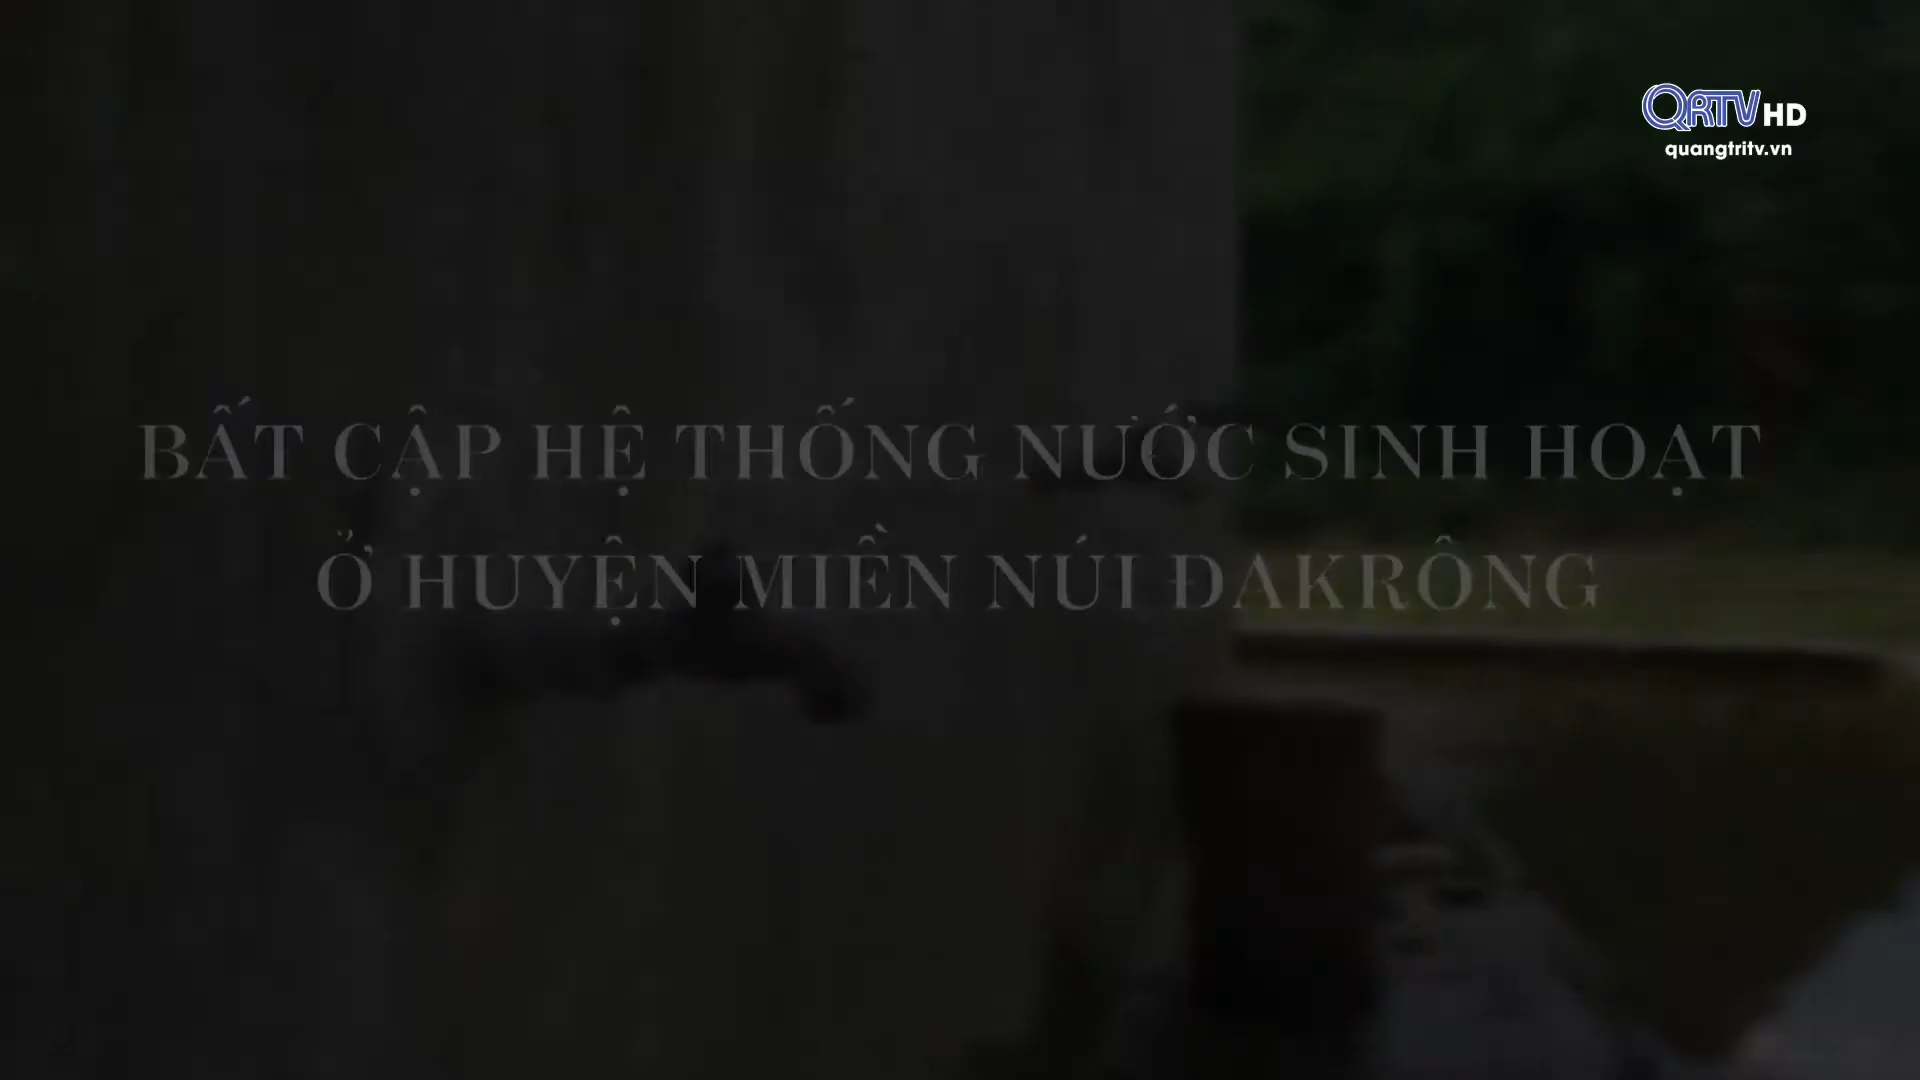 QRTV HD
quangtritv.vn
BẤT CẬP HỆ THỐNG NƯỚC SINH HOẠT
Ở HUYỆN MIỀN NÚI ĐAKRÔNG